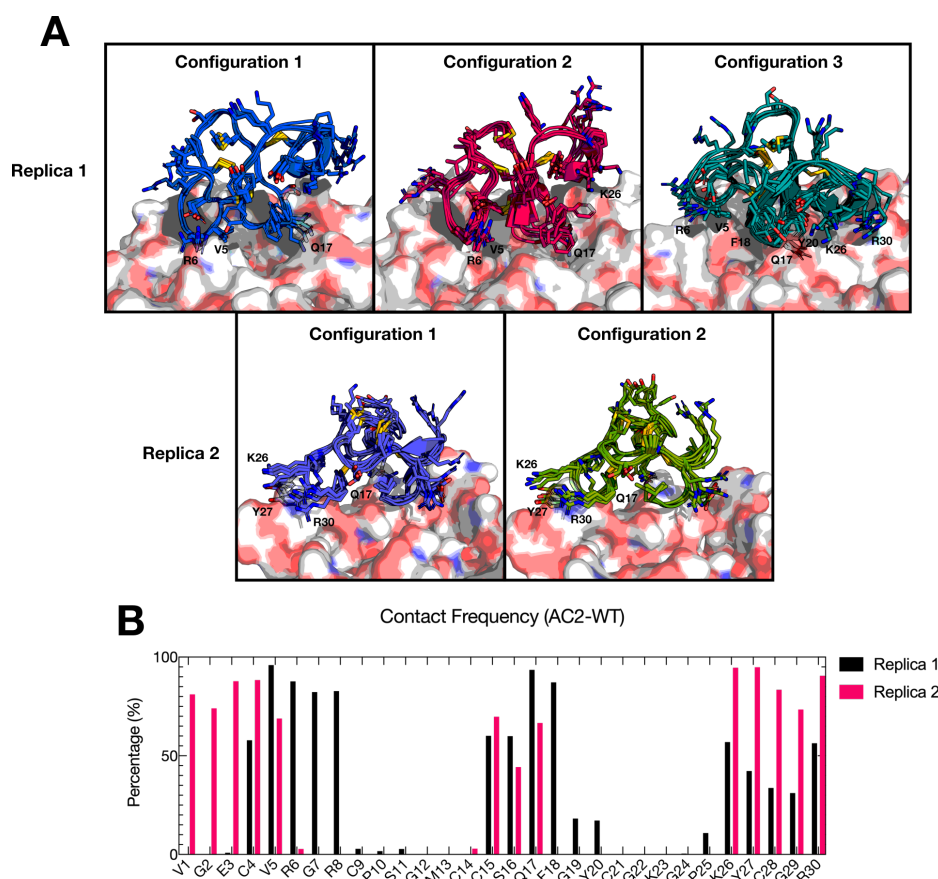 A
Configuration 1 Configuration 2 Configuration 3
Replica 1
R6 V5 Q17
R6 V5 Q17 K26
R6 V5 F18 Q17 Y20 K26 R30
Configuration 1 Configuration 2
Replica 2
K26 Y27 R30 Q17
K26 Y27 R30 Q17
B
Contact Frequency (AC2-WT)
Replica 1
Replica 2
Percentage (%)
100
50
0
V1 G2 E3 C4 V5 R6 G7 R8 C9 P10 S11 G12 M13 C14 C15 S16 Q17 F18 G19 Y20 C21 G22 K23 G24 P25 K26 Y27 C28 G29 R30